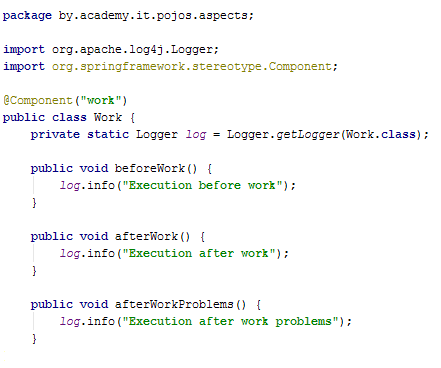 package by.academy.it.pojos.aspects;
import org.apache.log4j.Logger;
import org.springframework.stereotype.Component;
@Component("work")
public class Work {
private static Logger log = Logger.getLogger(Work.class);
public void beforeWork() {
log.info("Execution before work");
}
public void afterWork() {
log.info("Execution after work");
}
public void afterWorkProblems() {
log.info("Execution after work problems");
}